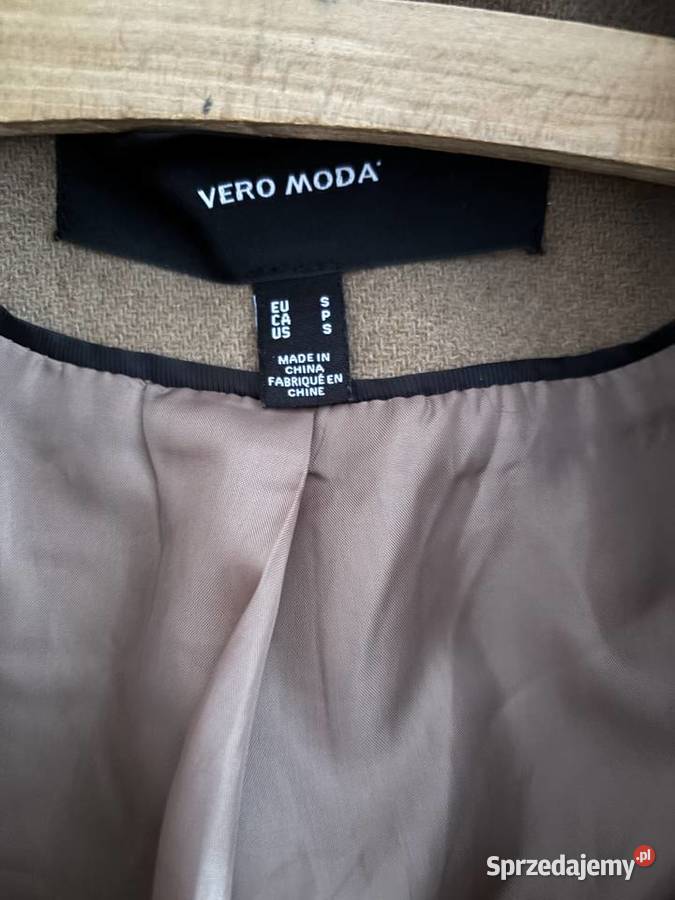 VERO MODA
EU S
CA P
US S
MADE IN
CHINA
FABRIQUÉ EN
CHINE
Sprzedajemy.pl